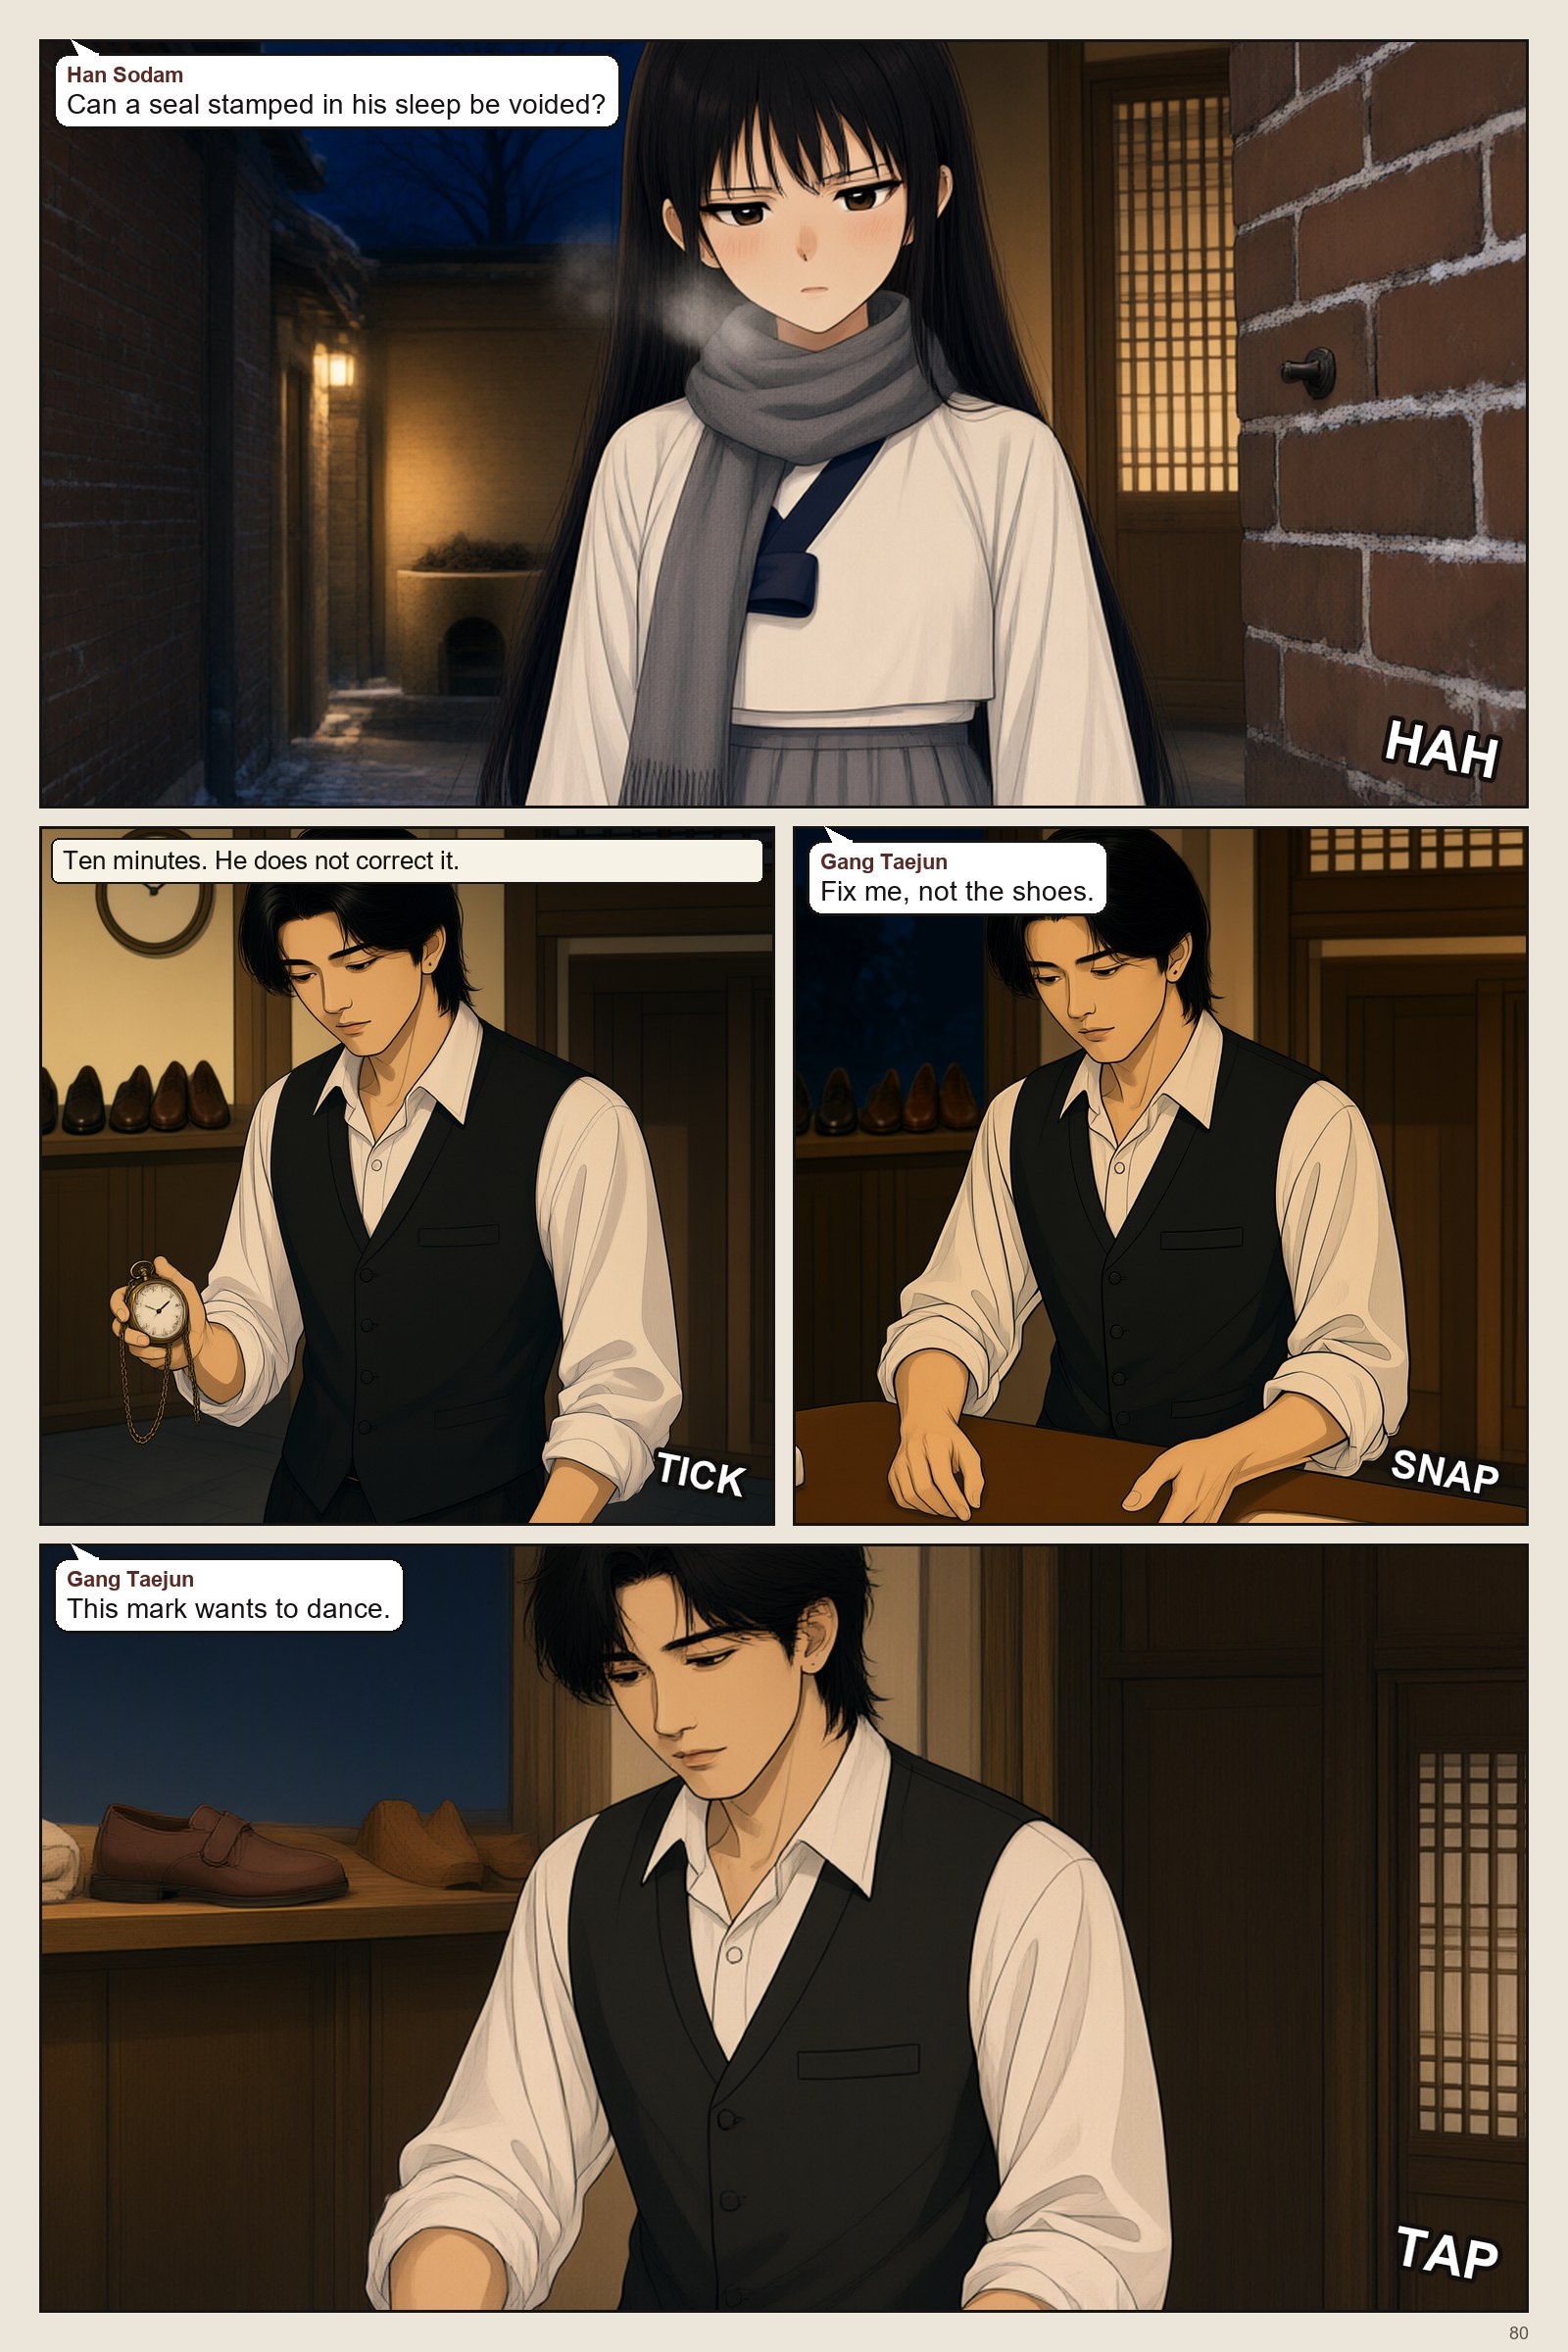 Han Sodam
Can a seal stamped in his sleep be voided?
HAH
Ten minutes. He does not correct it.
TICK
Gang Taejun
Fix me, not the shoes.
SNAP
Gang Taejun
This mark wants to dance.
TAP
80